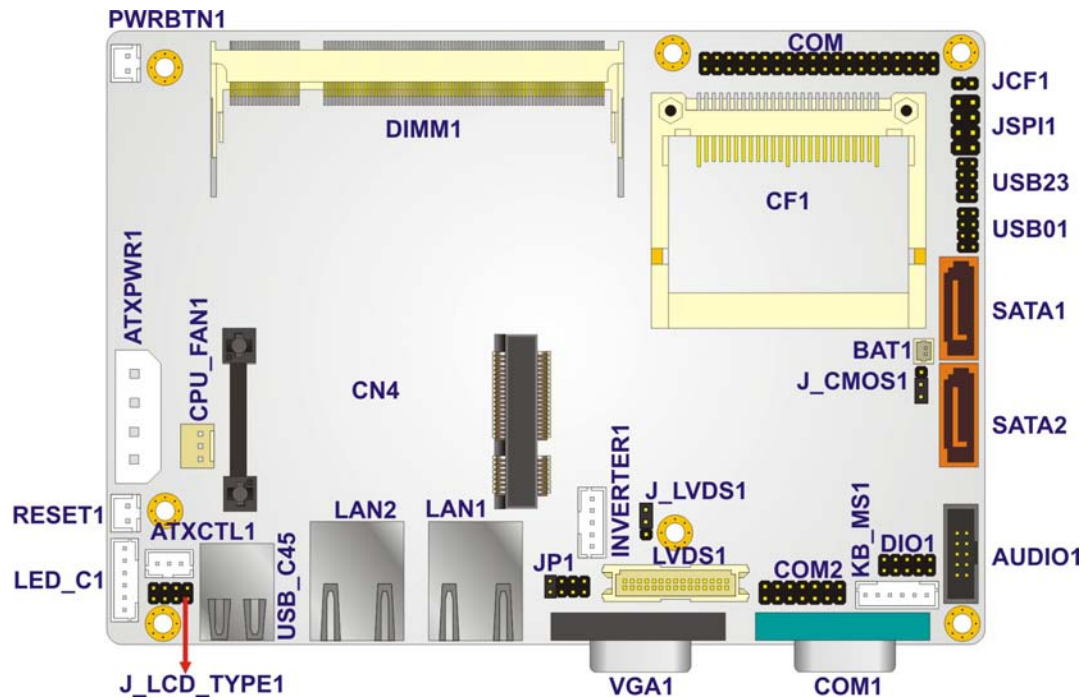 PWRBTN1
COM
JCF1
DIMM1
JSPI1
USB23
CF1
USB01
ATXPWR1
SATA1
CPU_FAN1
BAT1
CN4
J_CMOS1
SATA2
INVERTER1
J_LVDS1
RESET1
LAN2
LAN1
KB_MS1
ATXCTL1
DIO1
LED_C1
USB_C45
JP1
LVDS1
AUDIO1
COM2
J_LCD_TYPE1
VGA1
COM1